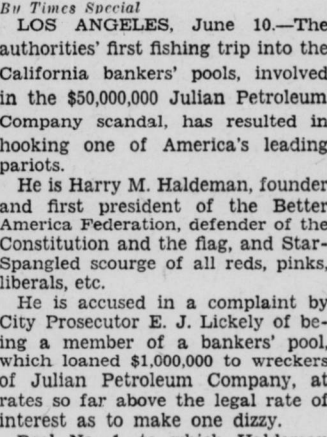 By Times Special
LOS ANGELES, June 10.—The
authorities' first fishing trip into the
California bankers' pools, involved
in the $50,000,000 Julian Petroleum
Company scandal, has resulted in
hooking one of America's leading
pariots.
He is Harry M. Haldeman, founder
and first president of the Better
America Federation, defender of the
Constitution and the flag, and Star-
Spangled scourge of all reds, pinks,
liberals, etc.
He is accused in a complaint by
City Prosecutor E. J. Lickely of be-
ing a member of a bankers' pool,
which loaned $1,000,000 to wreckers
of Julian Petroleum Company, at
rates so far above the legal rate of
interest as to make one dizzy.